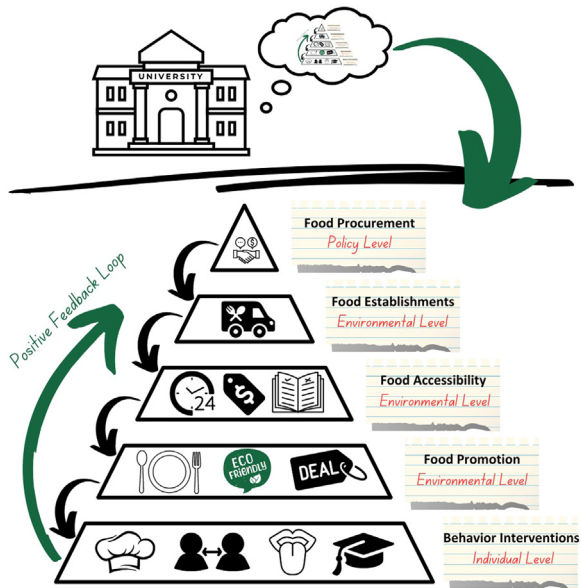 UNIVERSITY
Food Procurement
Policy Level
Positive Feedback Loop
Food Establishments
Environmental Level
24
$
Food Accessibility
Environmental Level
ECO
FRIENDLY
DEAL
Food Promotion
Environmental Level
Behavior Interventions
Individual Level